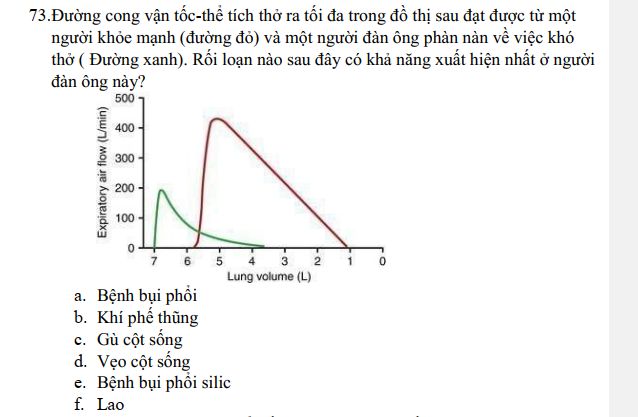 73.Đường cong vận tốc-thể tích thở ra tối đa trong đồ thị sau đạt được từ một
người khỏe mạnh (đường đỏ) và một người đàn ông phàn nàn về việc khó
thở ( Đường xanh). Rối loạn nào sau đây có khả năng xuất hiện nhất ở người
đàn ông này?
500
400
300
200
100
0
Expiratory air flow (L/min)
7 6 5 4 3 2 1 0
Lung volume (L)
a. Bệnh bụi phổi
b. Khí phế thũng
c. Gù cột sống
d. Vẹo cột sống
e. Bệnh bụi phổi silic
f. Lao